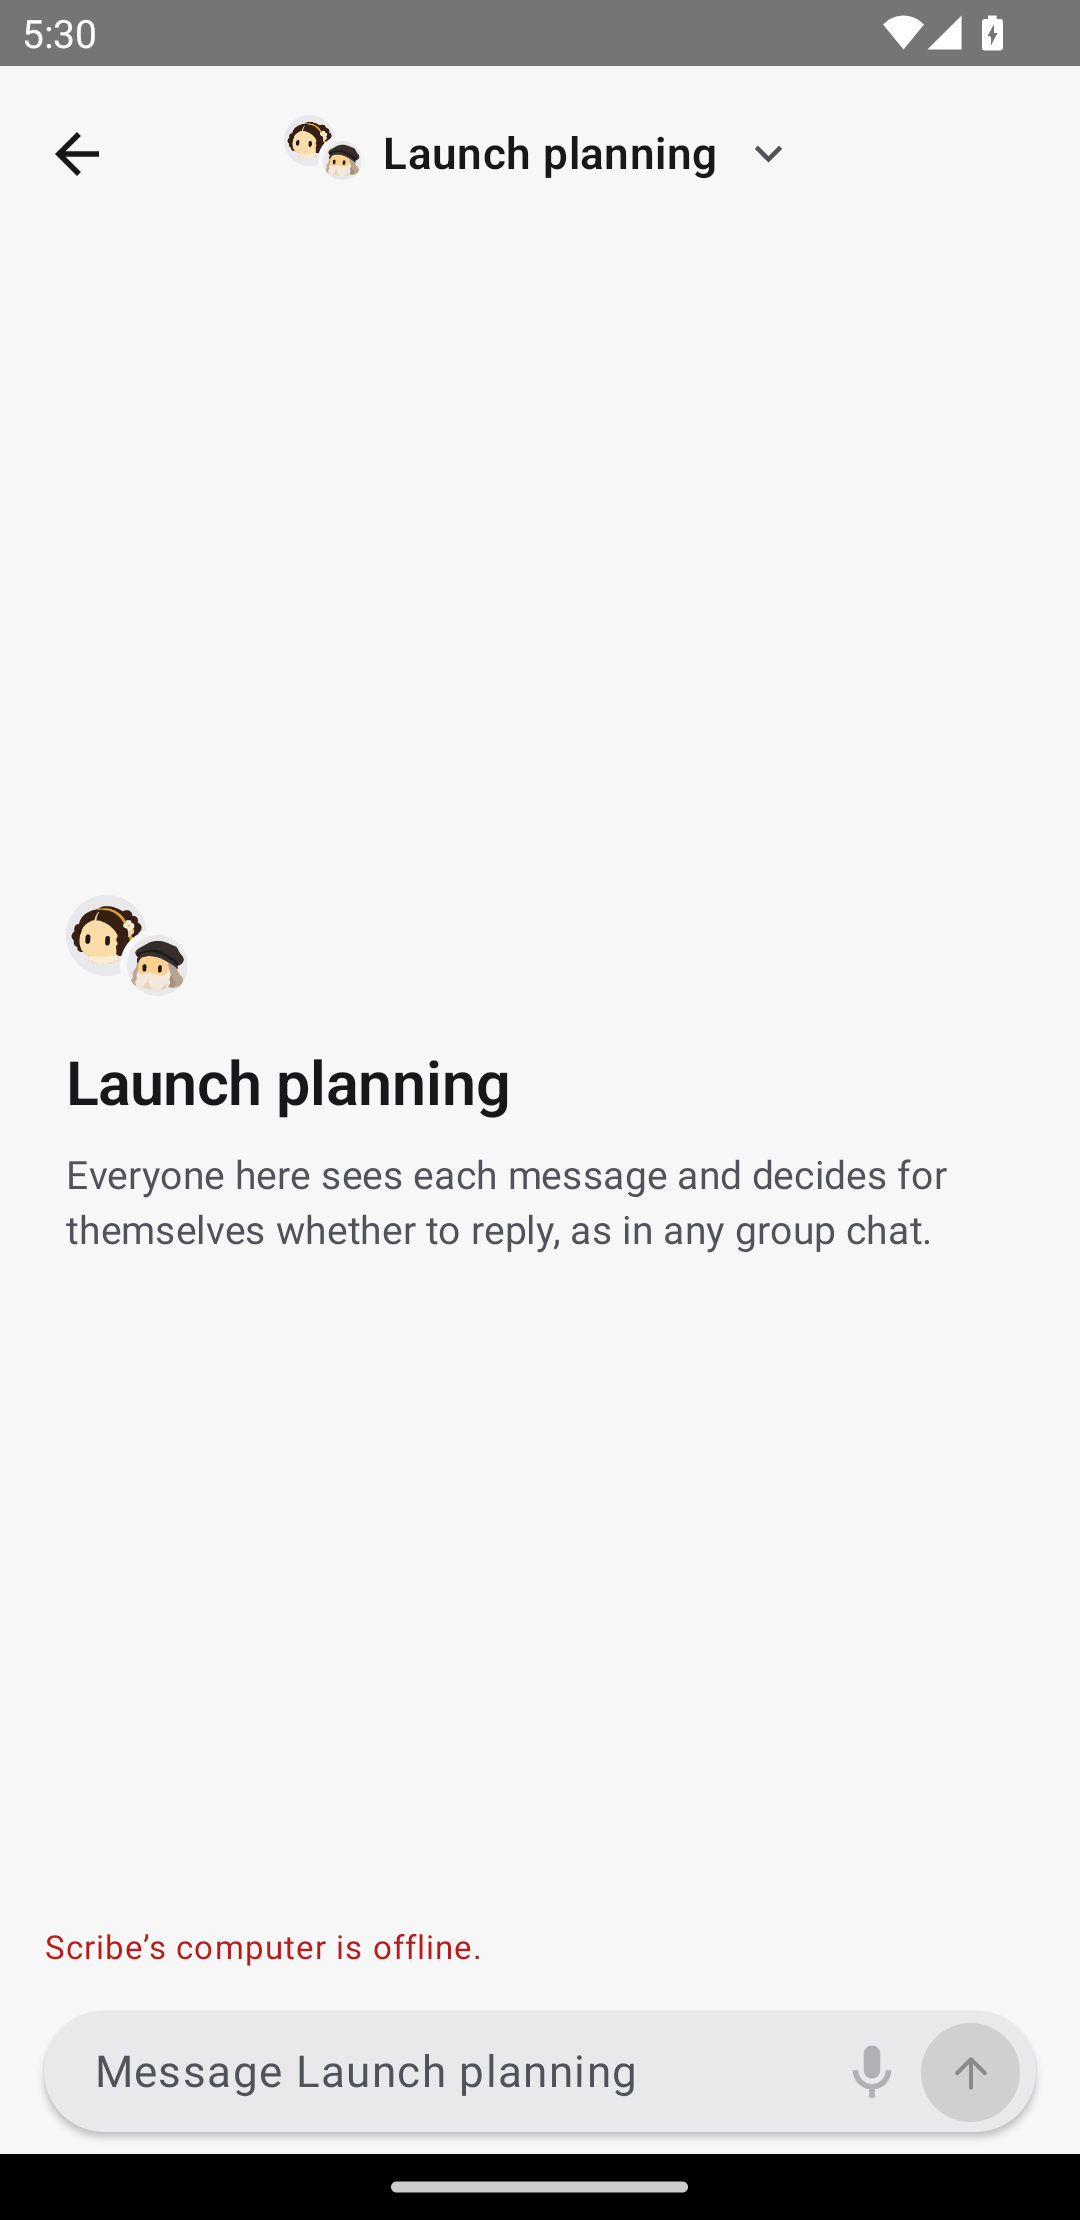 5:30
Launch planning
Launch planning
Everyone here sees each message and decides for
themselves whether to reply, as in any group chat.
Scribe’s computer is offline.
Message Launch planning